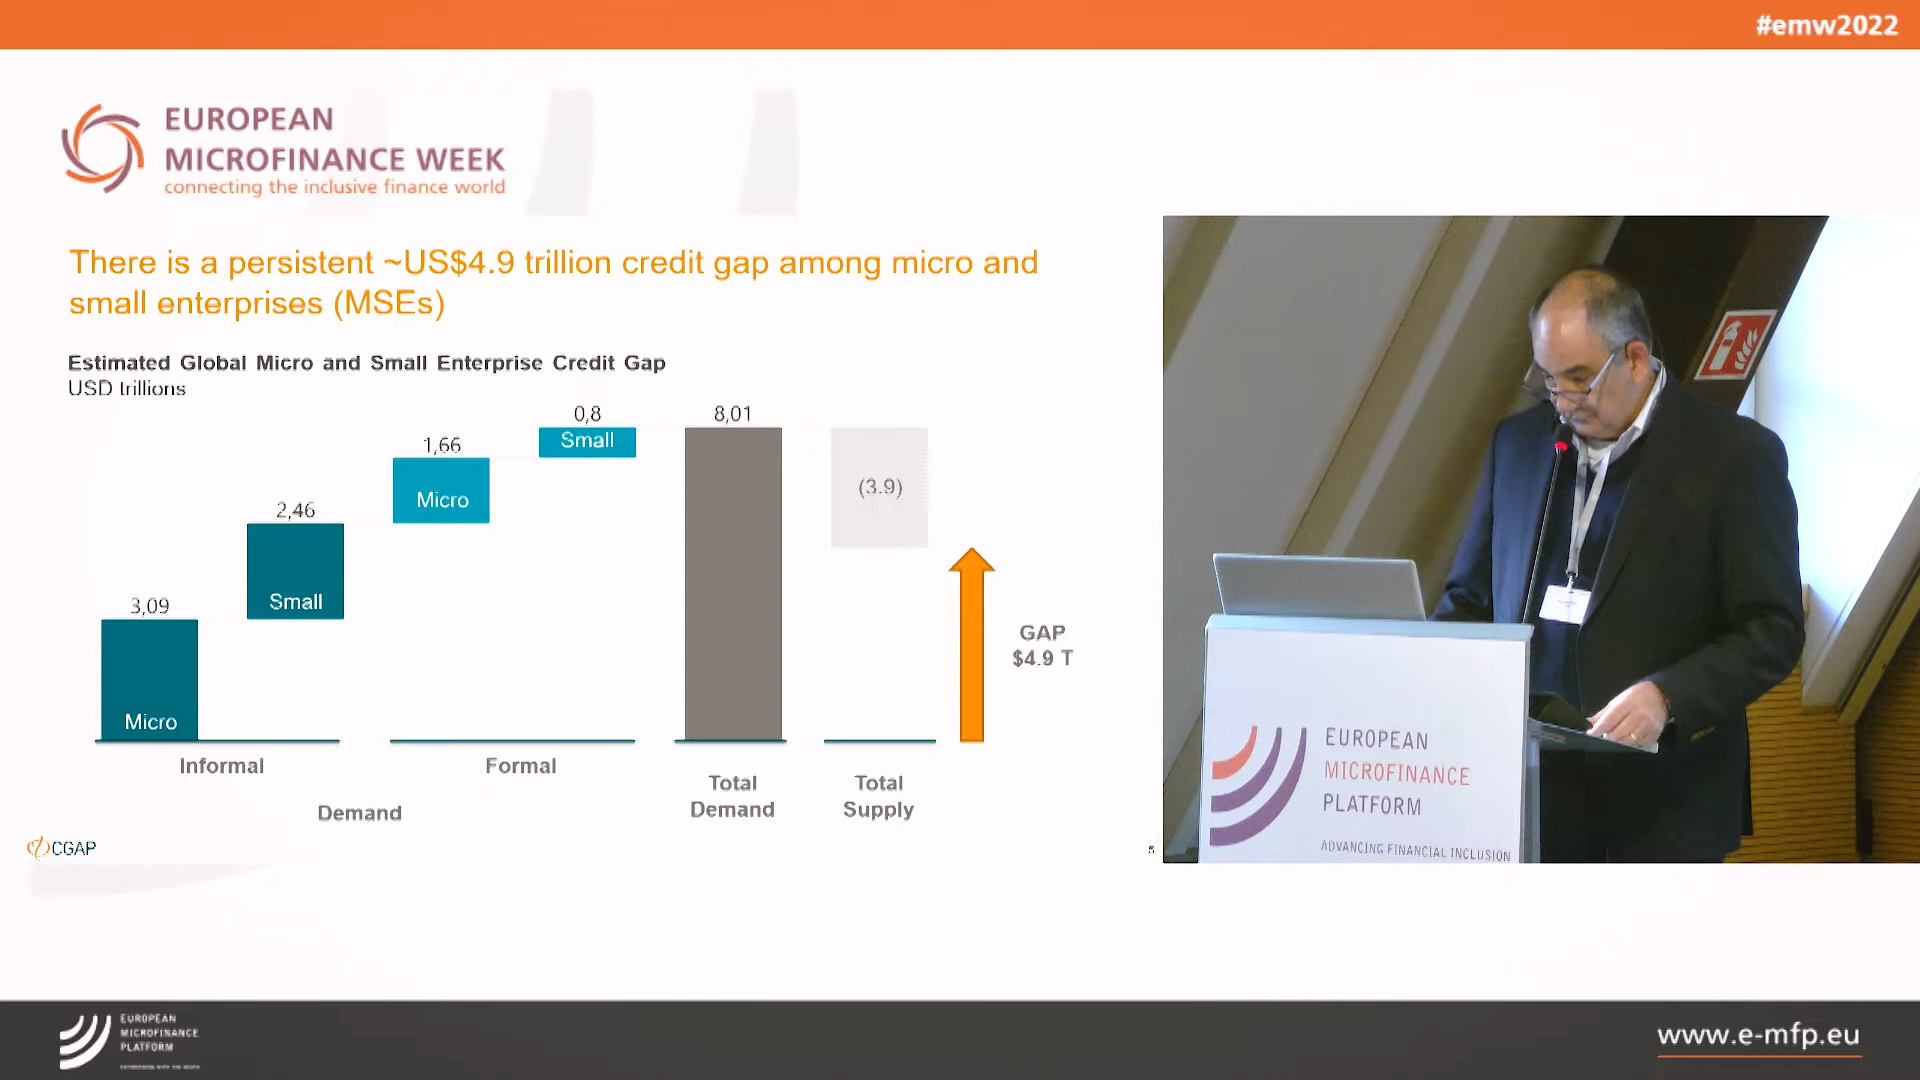 #emw2022
EUROPEAN
MICROFINANCE WEEK
connecting the inclusive finance world
There is a persistent ~US$4.9 trillion credit gap among micro and
small enterprises (MSEs)
Estimated Global Micro and Small Enterprise Credit Gap
USD trillions
3,09
Micro
2,46
Small
1,66
Micro
0,8
Small
8,01
(3.9)
GAP
$4.9 T
Informal
Formal
Demand
Total
Demand
Total
Supply
CGAP
5
EUROPEAN
MICROFINANCE
PLATFORM
ADVANCING FINANCIAL INCLUSION
EUROPEAN
MICROFINANCE
PLATFORM
www.e-mfp.eu